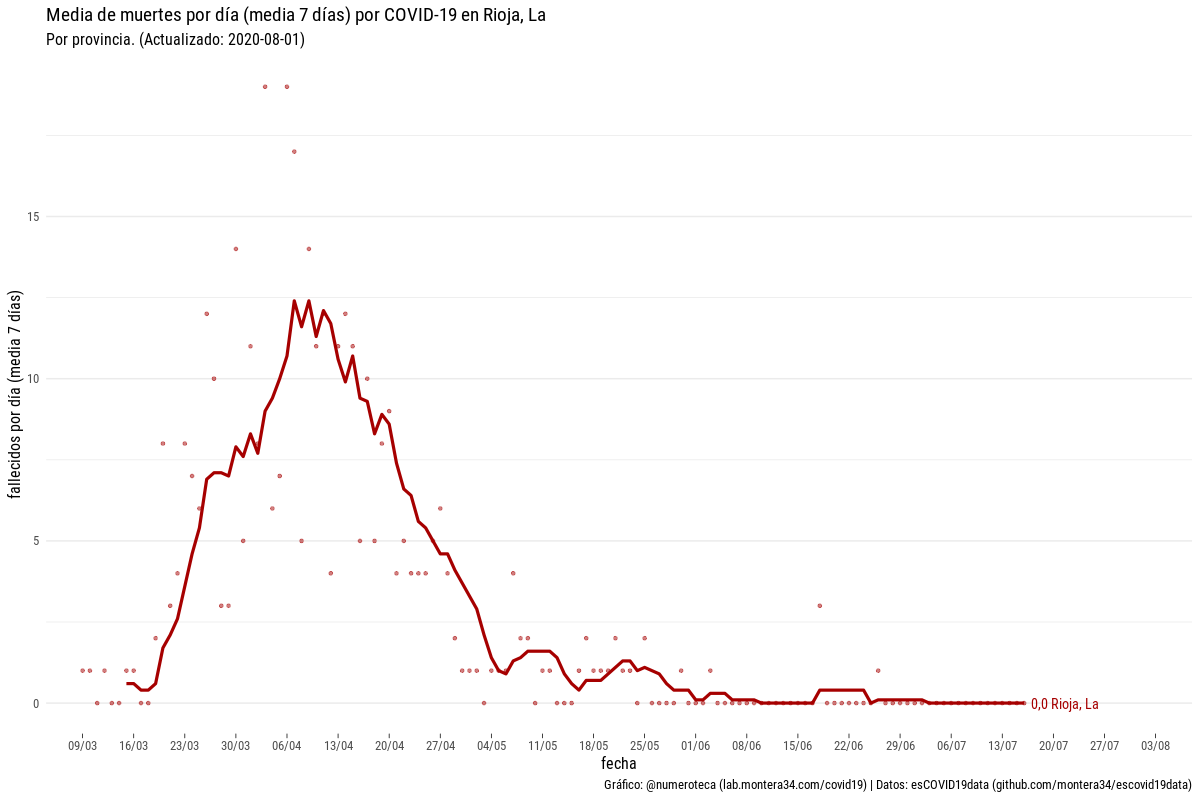 Media de muertes por día (media 7 días) por COVID-19 en Rioja, La
Por provincia. (Actualizado: 2020-08-01)
fallecidos por día (media 7 días)
15
10
5
0
0,0 Rioja, La
09/03 16/03 23/03 30/03 06/04 13/04 20/04 27/04 04/05 11/05 18/05 25/05 01/06 08/06 15/06 22/06 29/06 06/07 13/07 20/07 27/07 03/08
fecha
Gráfico: @numeroteca (lab.montera34.com/covid19) | Datos: esCOVID19data (github.com/montera34/escovid19data)